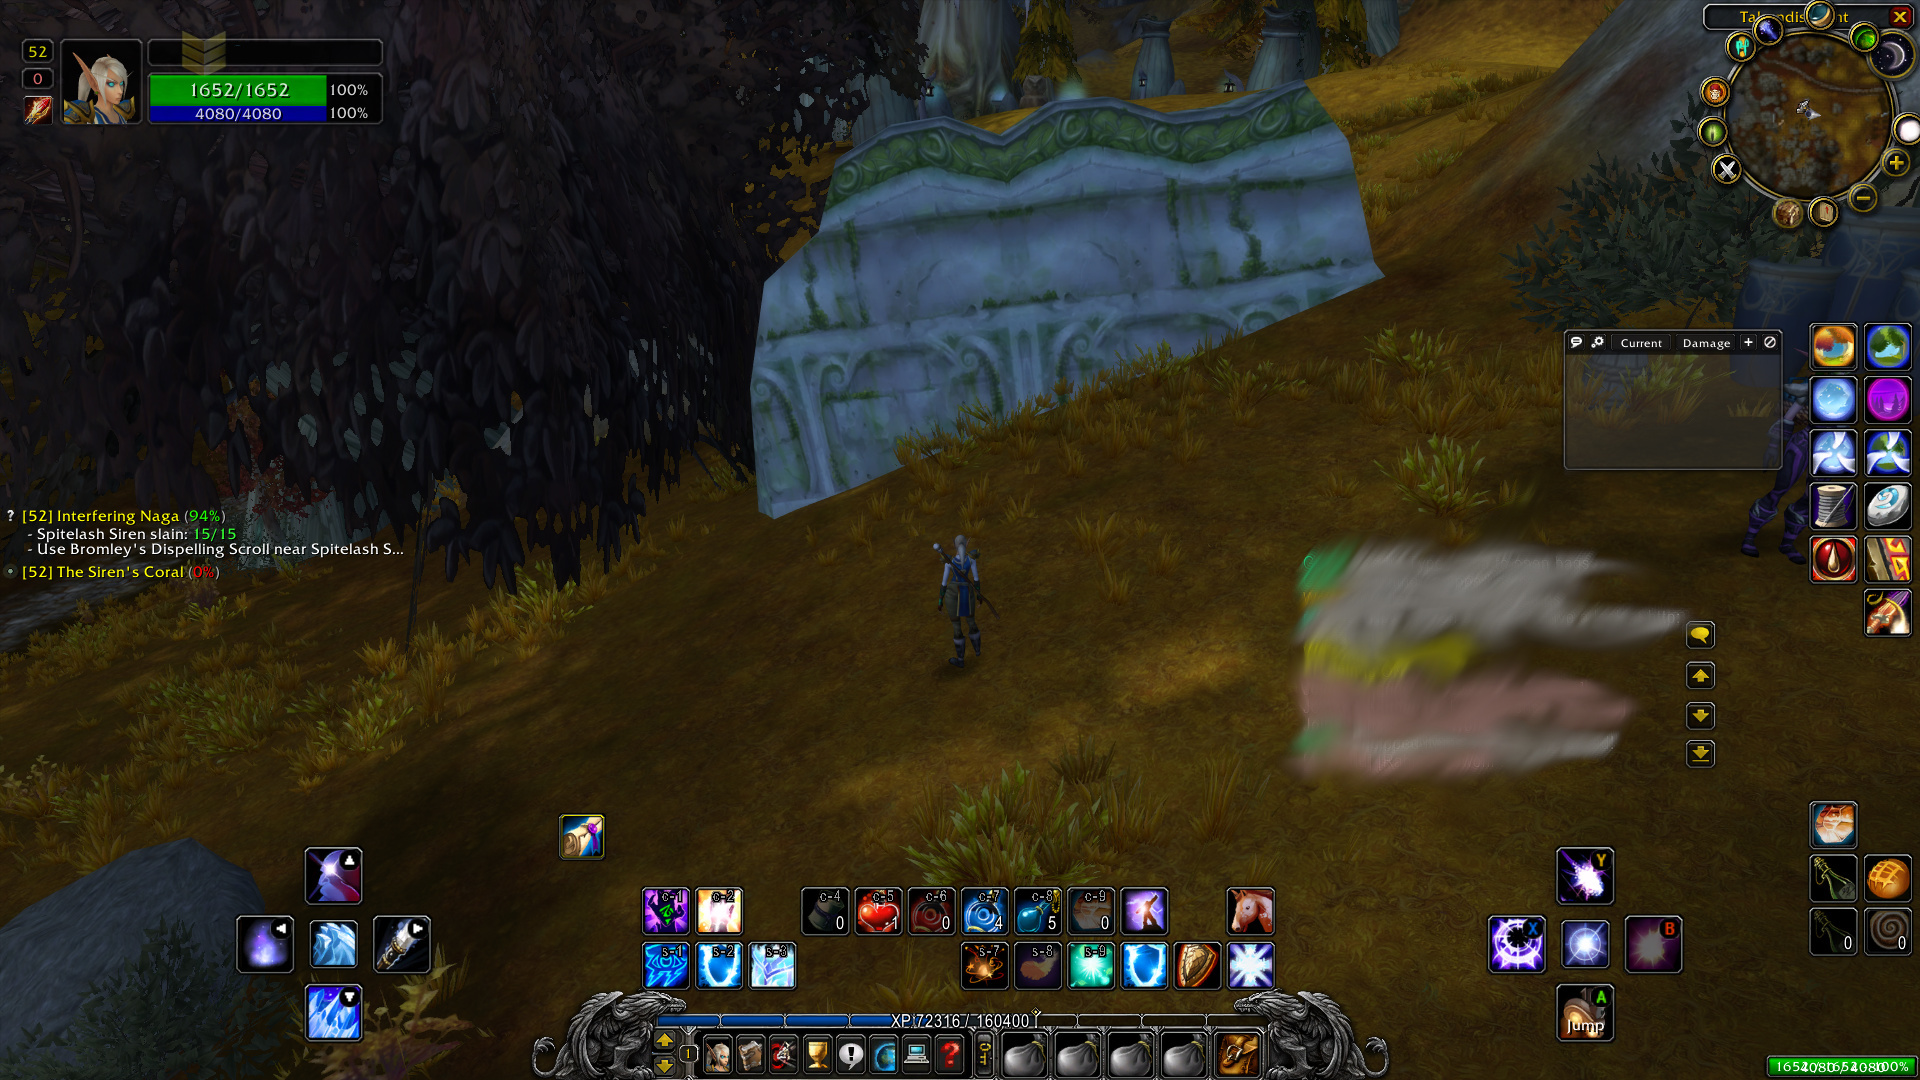 52
0
1652/1652
100%
4080/4080
100%
Current
Damage
[52] Interfering Naga (94%)
- Spitelash Siren slain: 15/15
- Use Bromley's Dispelling Scroll near Spitelash S...
[52] The Siren's Coral (0%)
Y
X
B
A
Jump
c-1
c-2
c-4
0
c-5
1
c-6
0
c-7
4
c-8
5
c-9
0
s-1
s-2
s-3
s-7
s-8
s-9
0
0
XP:72316 / 160400
1